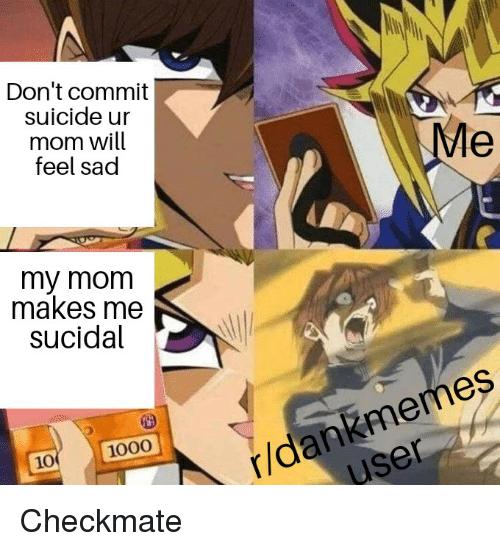 Don't commit
suicide ur
mom will
feel sad
Me
my mom
makes me
sucidal
1000
r/dankmemes
user
Checkmate